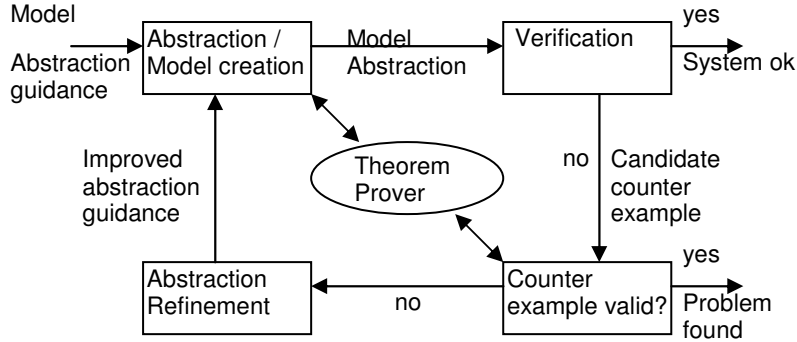 Model
Abstraction
guidance
Abstraction /
Model creation
Model
Abstraction
Verification
yes
System ok
Improved
abstraction
guidance
Theorem
Prover
no
Candidate
counter
example
Abstraction
Refinement
no
Counter
example valid?
yes
Problem
found